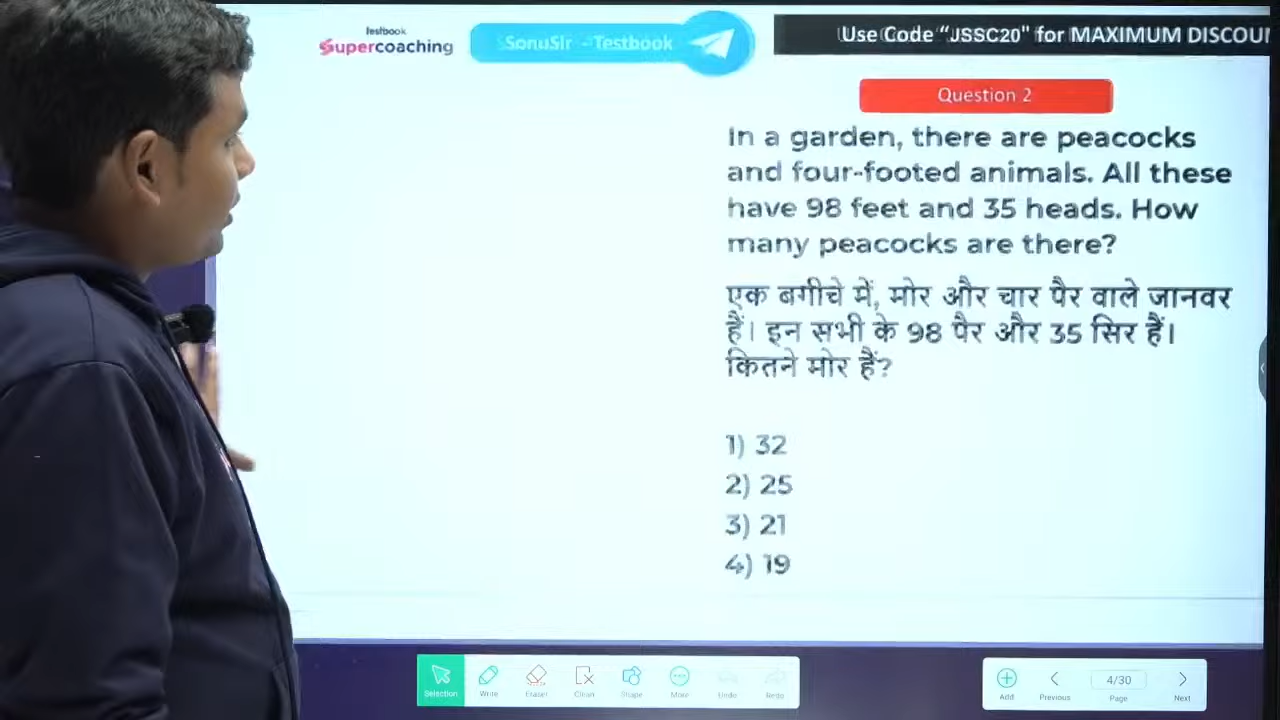 testbook
Supercoaching
SonuSir - Testbook
Use Code "JSSC20" for MAXIMUM DISCOUN
Question 2
In a garden, there are peacocks
and four-footed animals. All these
have 98 feet and 35 heads. How
many peacocks are there?
एक बगीचे में, मोर और चार पैर वाले जानवर
हैं। इन सभी के 98 पैर और 35 सिर हैं।
कितने मोर हैं?
1) 32
2) 25
3) 21
4) 19
Selection
Write
Eraser
Clean
Shape
More
Undo
Redo
Add
Previous
4/30
Page
Next